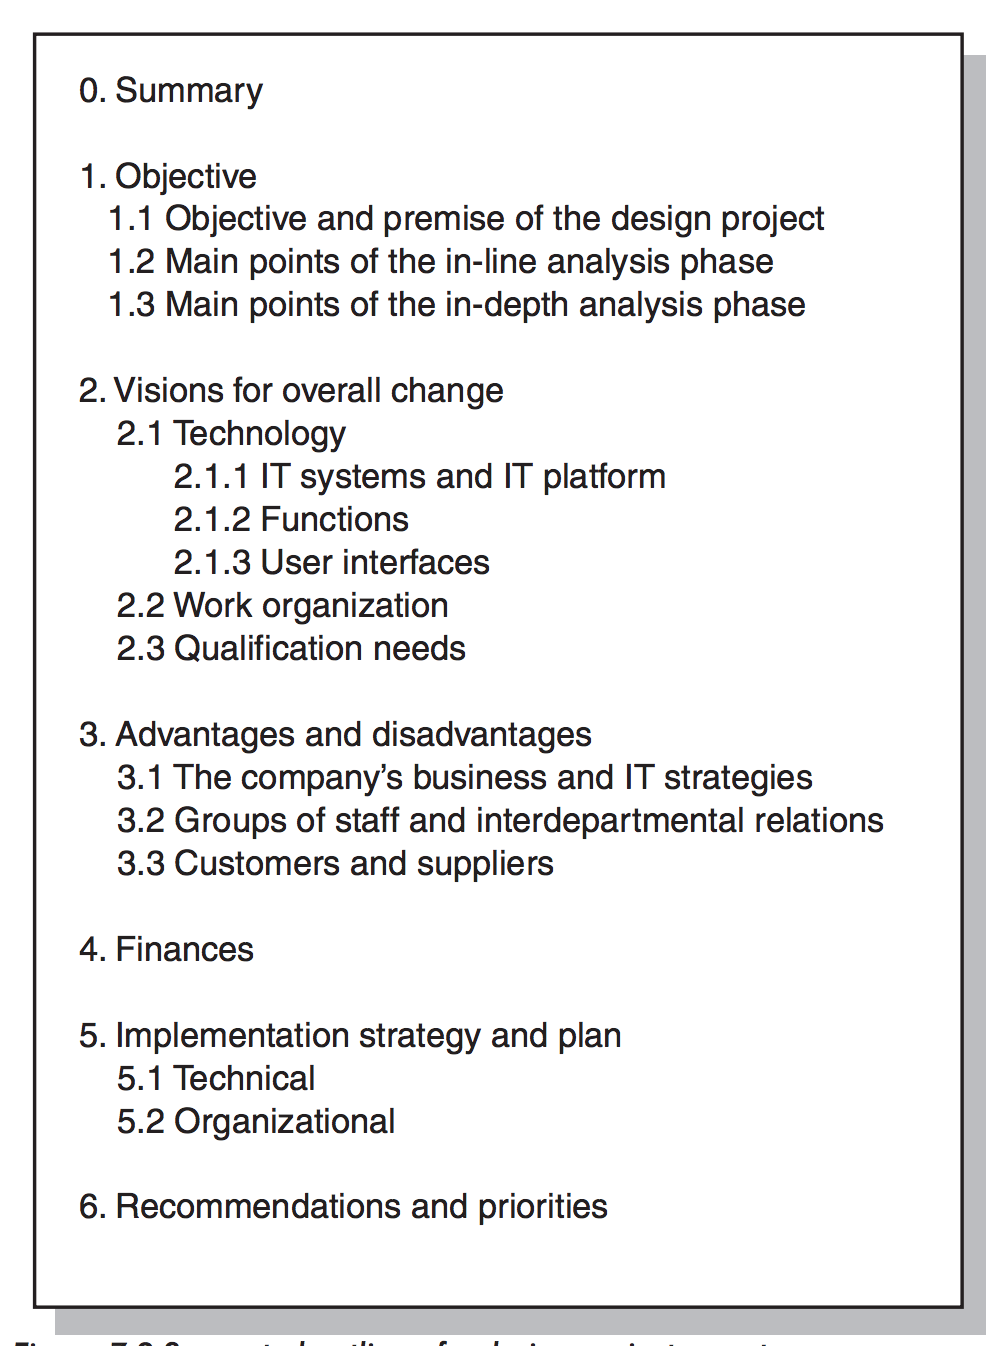 0. Summary
1. Objective
1.1 Objective and premise of the design project
1.2 Main points of the in-line analysis phase
1.3 Main points of the in-depth analysis phase
2. Visions for overall change
2.1 Technology
2.1.1 IT systems and IT platform
2.1.2 Functions
2.1.3 User interfaces
2.2 Work organization
2.3 Qualification needs
3. Advantages and disadvantages
3.1 The company’s business and IT strategies
3.2 Groups of staff and interdepartmental relations
3.3 Customers and suppliers
4. Finances
5. Implementation strategy and plan
5.1 Technical
5.2 Organizational
6. Recommendations and priorities